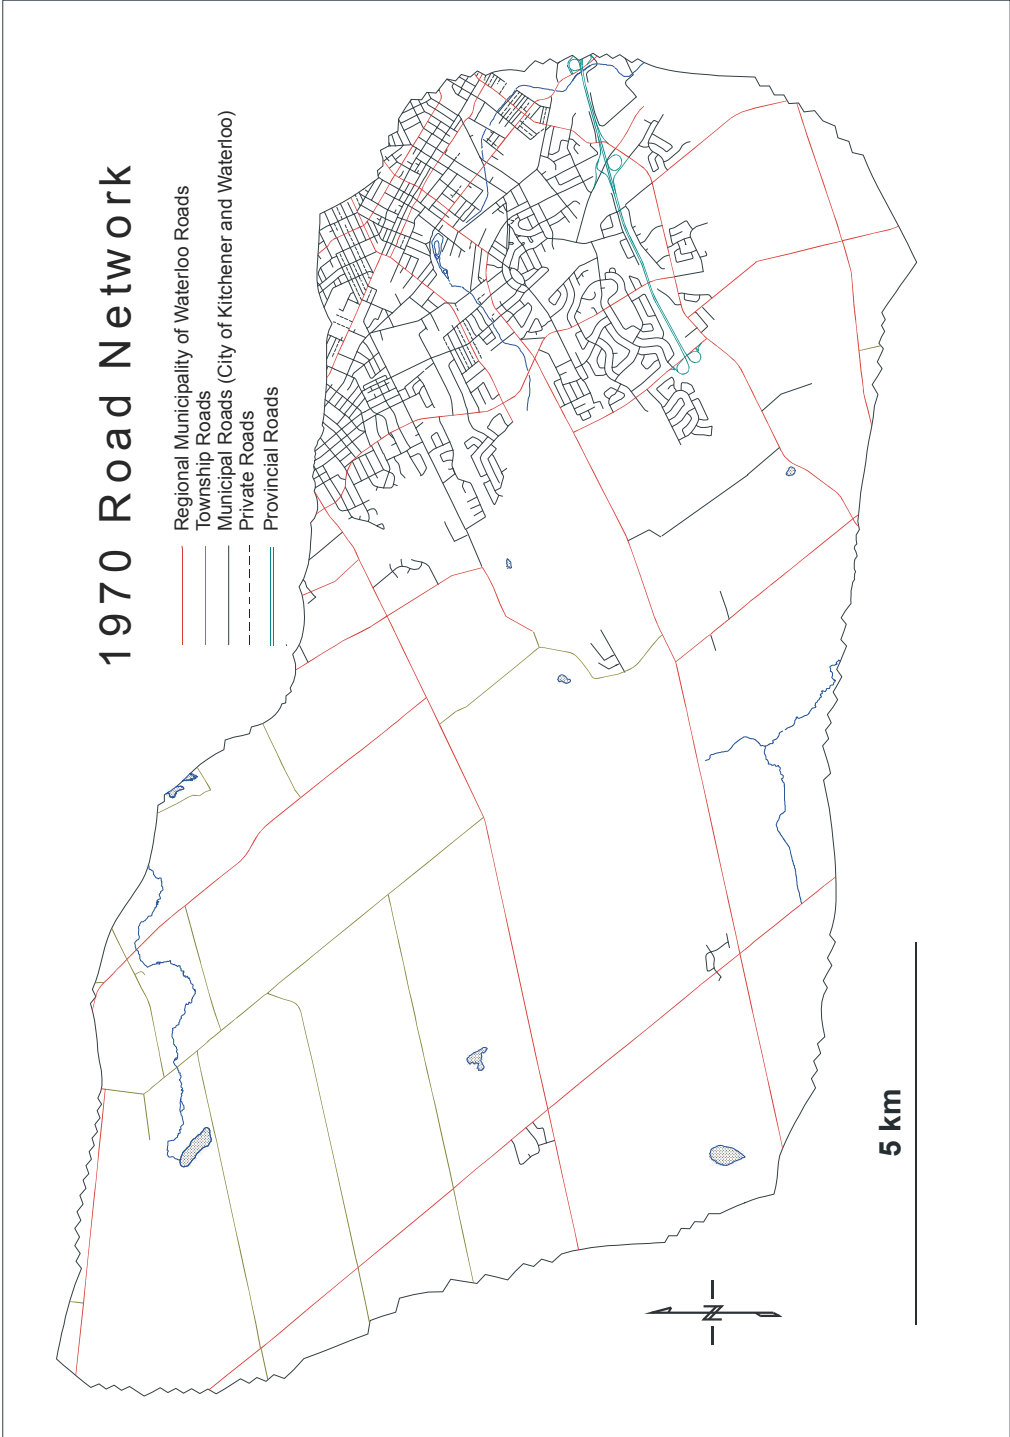 1970 Road Network
Regional Municipality of Waterloo Roads
Township Roads
Municipal Roads (City of Kitchener and Waterloo)
Private Roads
Provincial Roads
5 km
N